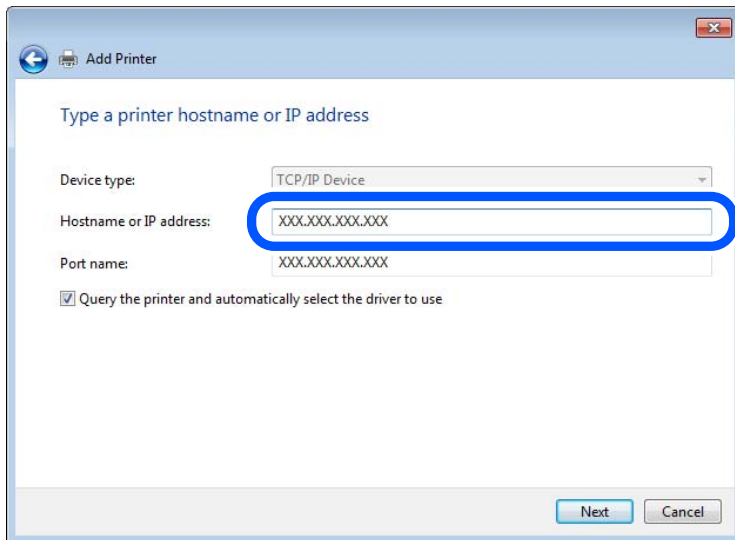 Add Printer
Type a printer hostname or IP address
Device type: TCP/IP Device
Hostname or IP address: XXX.XXX.XXX.XXX
Port name: XXX.XXX.XXX.XXX
Query the printer and automatically select the driver to use
Next Cancel